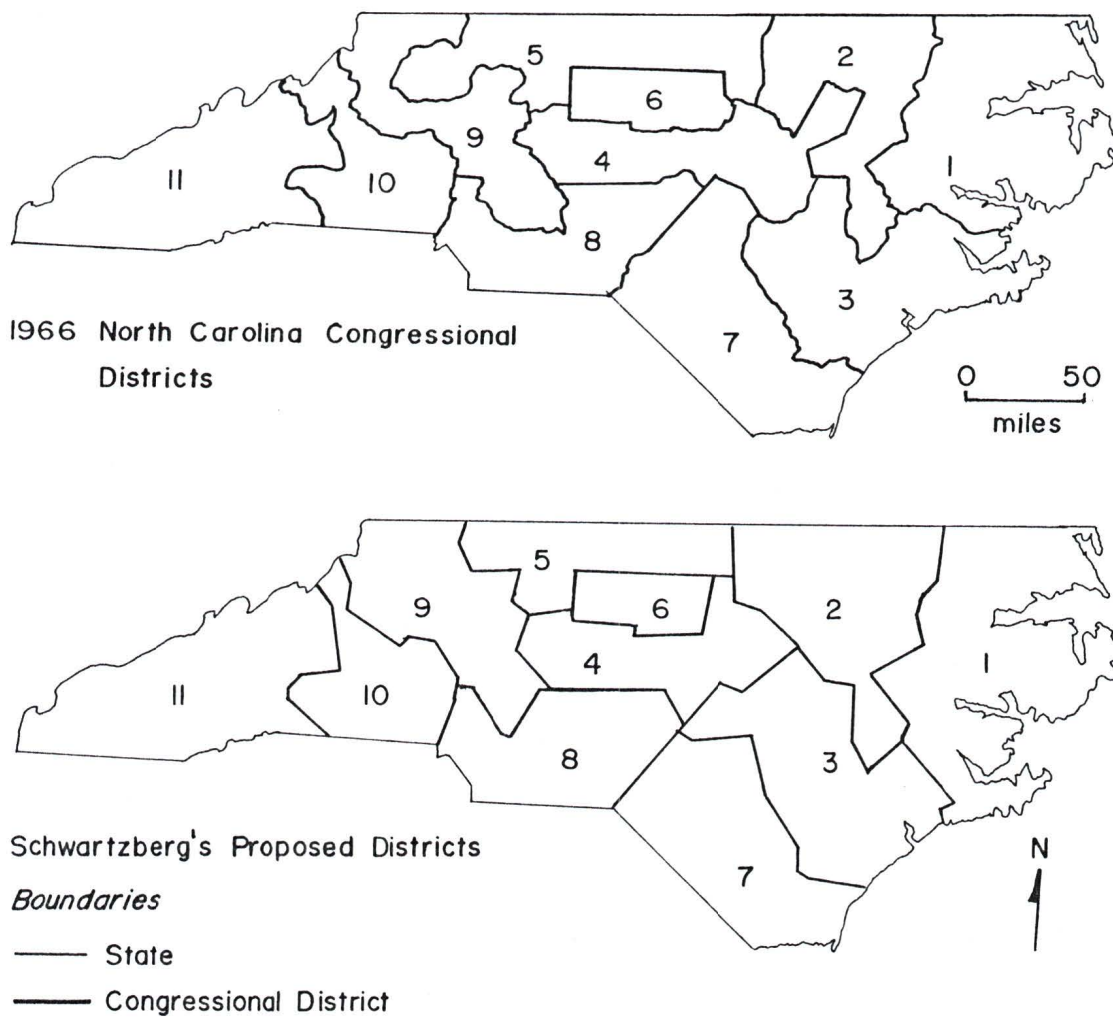 5
2
6
9
4
1
11
10
8
3
7
1966 North Carolina Congressional
Districts
0 50
miles
5
9
6
2
4
1
11
10
3
8
7
N
Schwartzberg's Proposed Districts
Boundaries
State
Congressional District